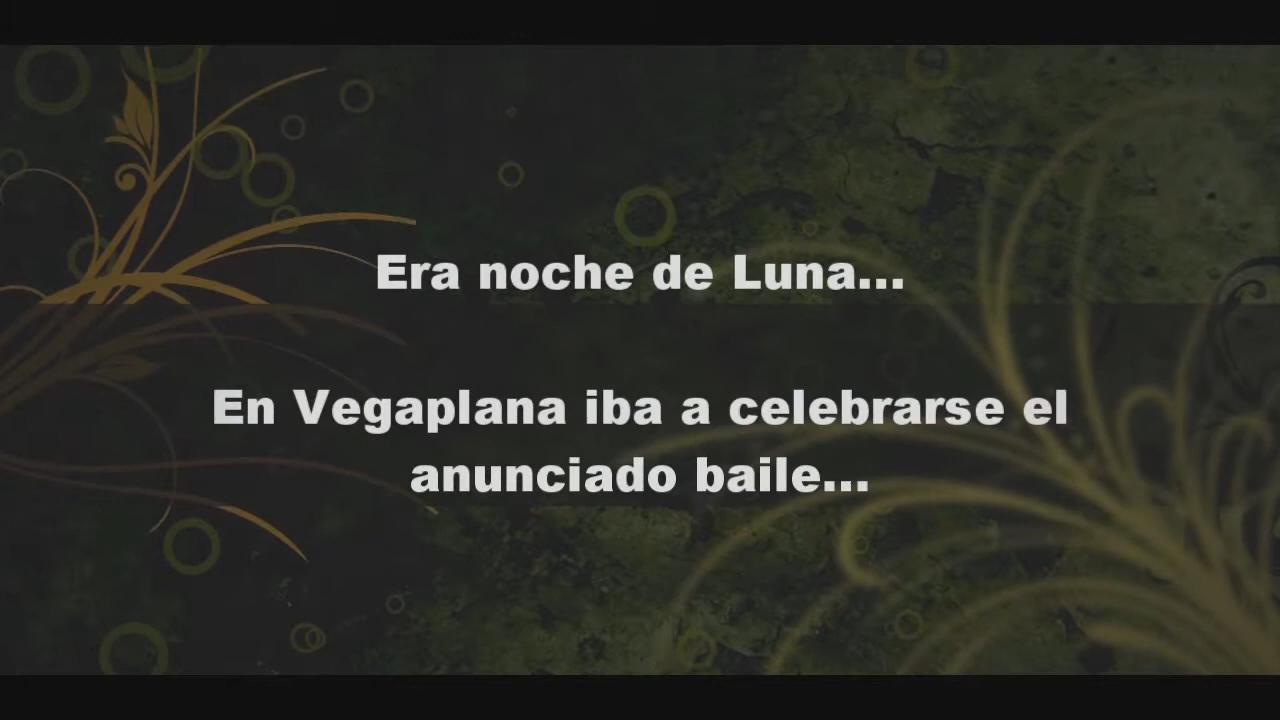 Era noche de Luna...
En Vegaplana iba a celebrarse el
anunciado baile...